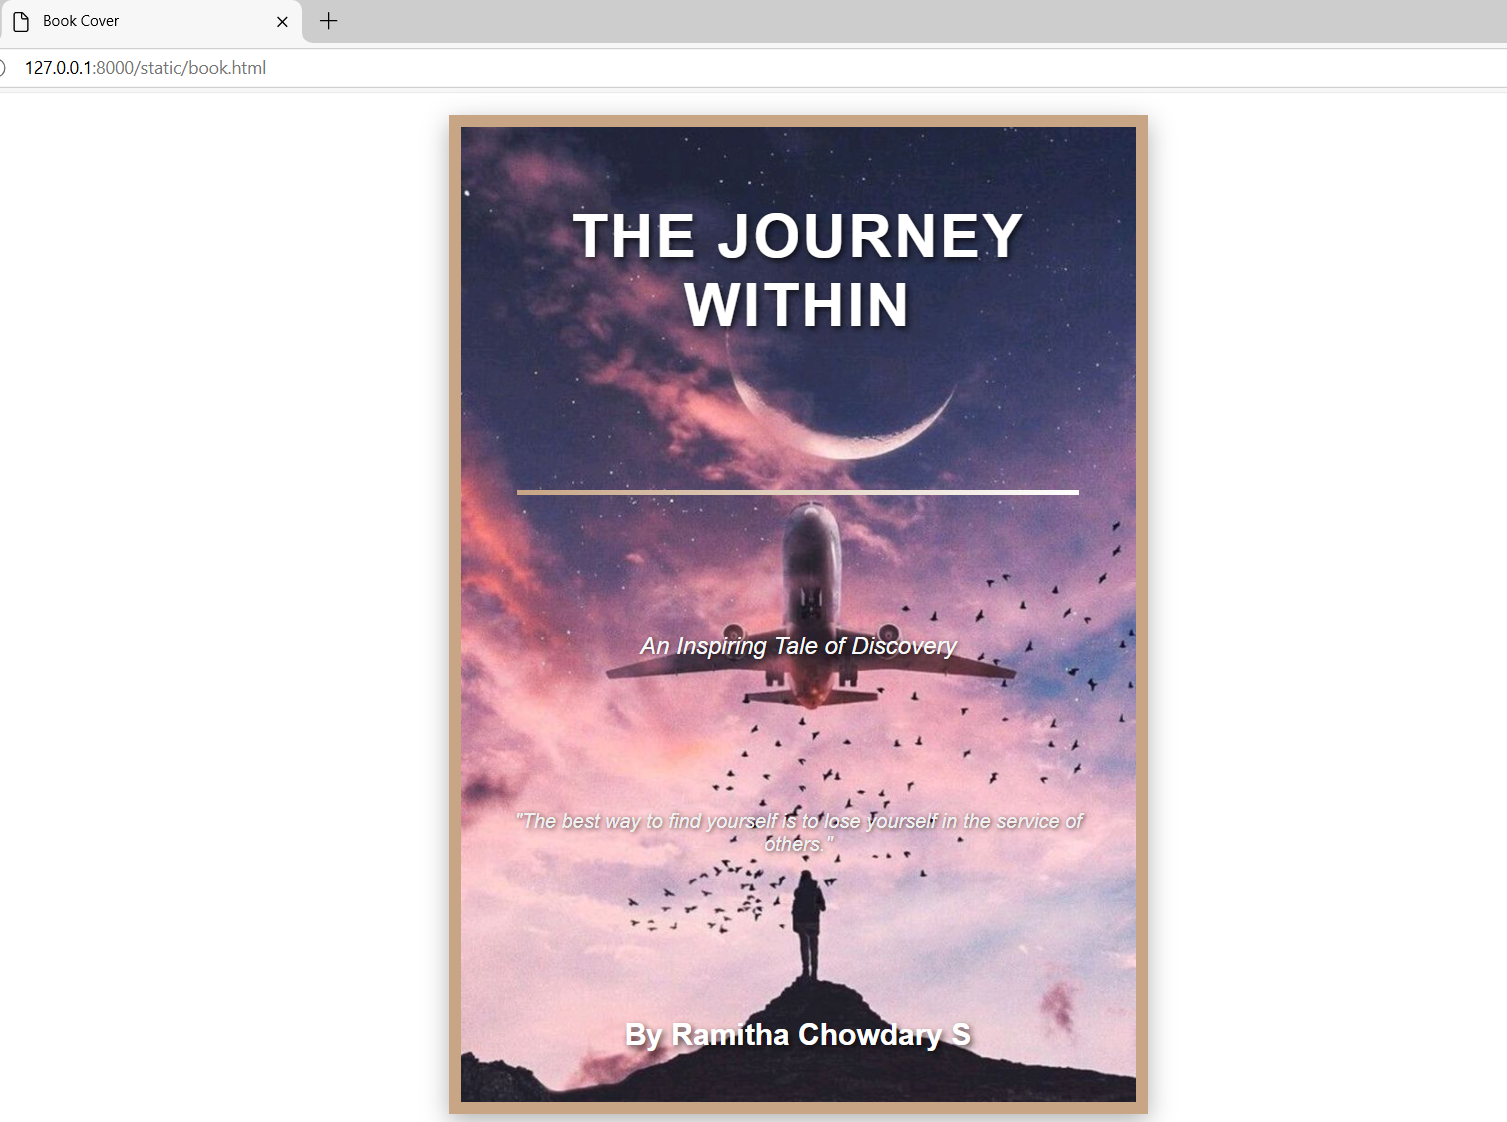 Book Cover
127.0.0.1:8000/static/book.html
THE JOURNEY
WITHIN
An Inspiring Tale of Discovery
"The best way to find yourself is to lose yourself in the service of
others."
By Ramitha Chowdary S